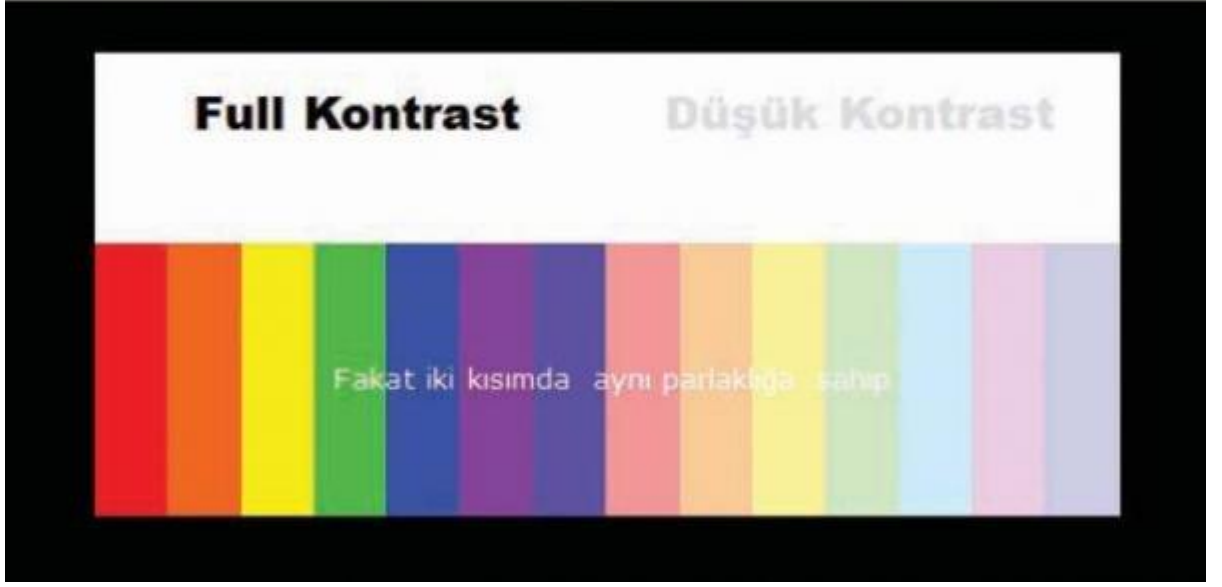 Full Kontrast Düşük Kontrast
Fakat iki kısımda aynı parlaklığa sahip